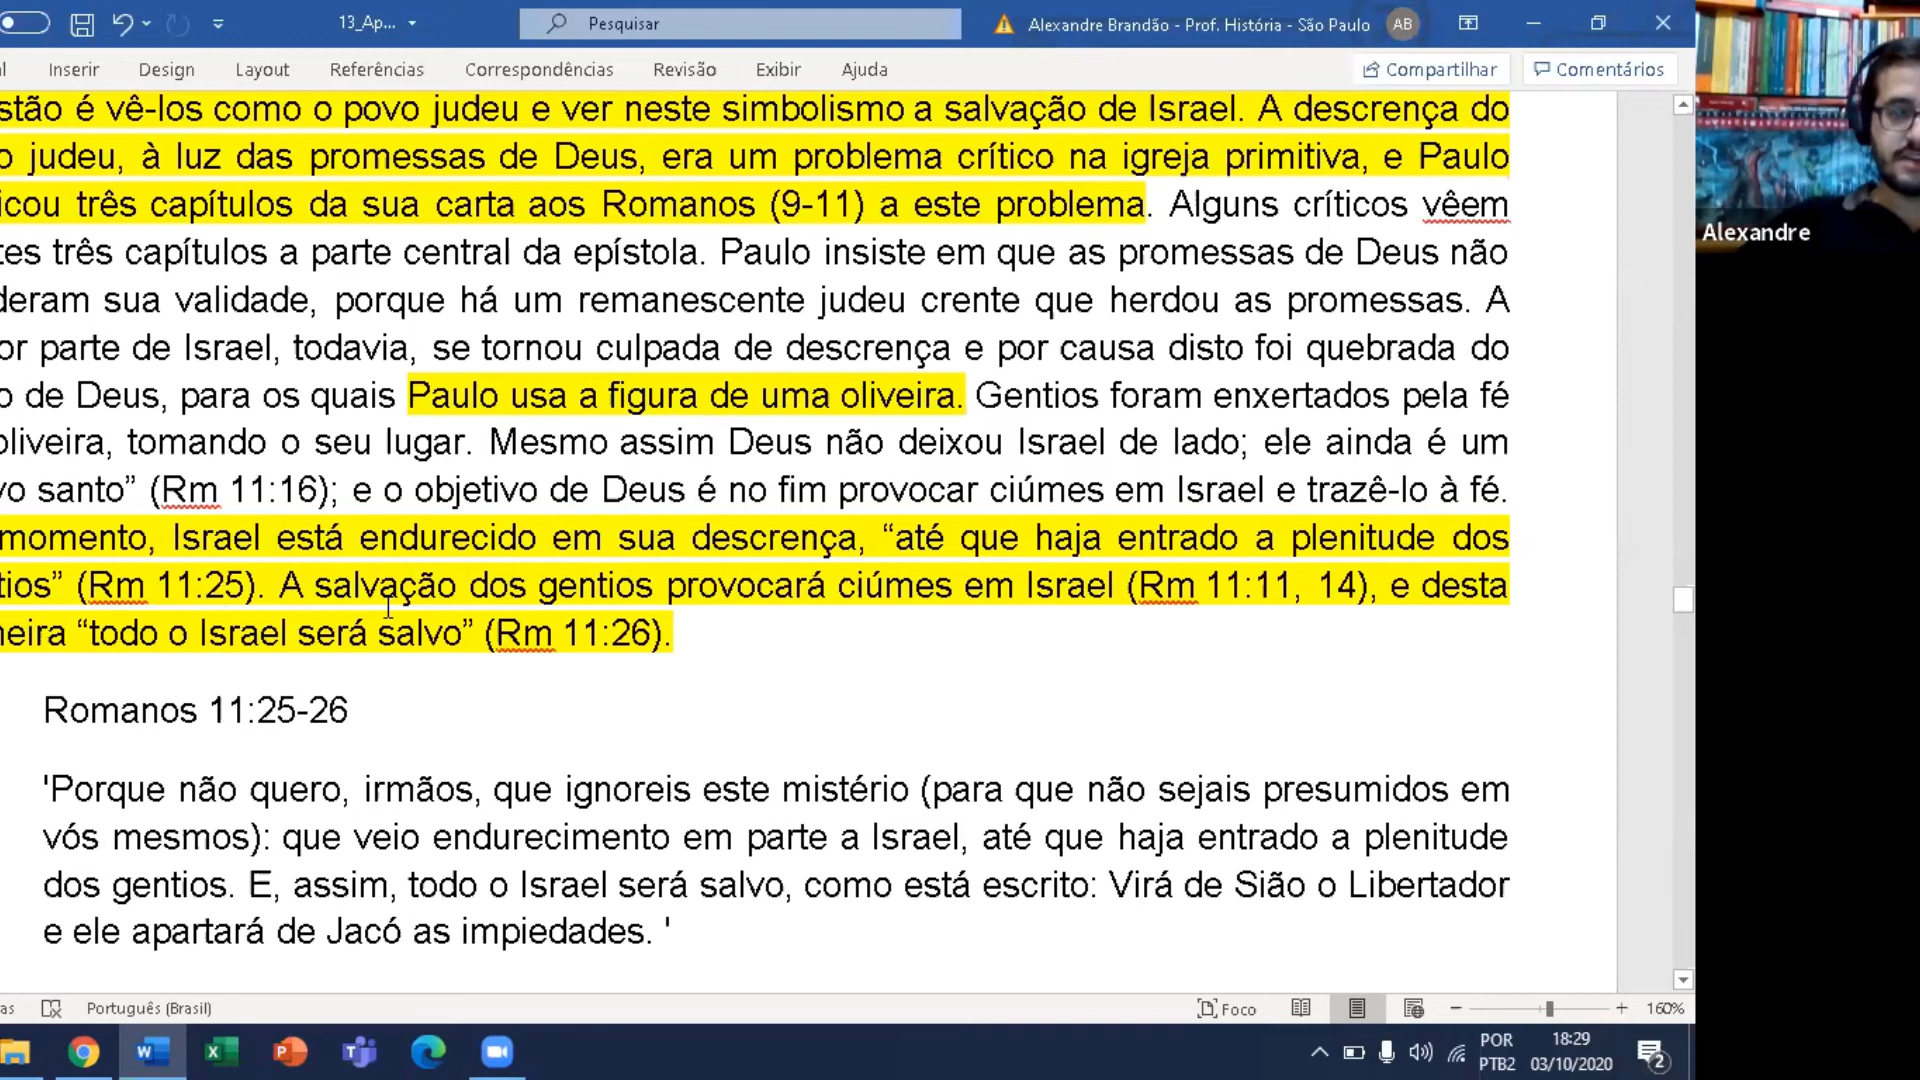 13_Ap...
Pesquisar
Alexandre Brandão - Prof. História - São Paulo
AB
Inserir
Design
Layout
Referências
Correspondências
Revisão
Exibir
Ajuda
Compartilhar
Comentários
stão é vê-los como o povo judeu e ver neste simbolismo a salvação de Israel. A descrença do
o judeu, à luz das promessas de Deus, era um problema crítico na igreja primitiva, e Paulo
icou três capítulos da sua carta aos Romanos (9-11) a este problema. Alguns críticos vêem
tes três capítulos a parte central da epístola. Paulo insiste em que as promessas de Deus não
deram sua validade, porque há um remanescente judeu crente que herdou as promessas. A
or parte de Israel, todavia, se tornou culpada de descrença e por causa disto foi quebrada do
o de Deus, para os quais Paulo usa a figura de uma oliveira. Gentios foram enxertados pela fé
oliveira, tomando o seu lugar. Mesmo assim Deus não deixou Israel de lado; ele ainda é um
vo santo” (Rm 11:16); e o objetivo de Deus é no fim provocar ciúmes em Israel e trazê-lo à fé.
momento, Israel está endurecido em sua descrença, “até que haja entrado a plenitude dos
tios” (Rm 11:25). A salvação dos gentios provocará ciúmes em Israel (Rm 11:11, 14), e desta
neira “todo o Israel será salvo” (Rm 11:26).
Romanos 11:25-26
'Porque não quero, irmãos, que ignoreis este mistério (para que não sejais presumidos em
vós mesmos): que veio endurecimento em parte a Israel, até que haja entrado a plenitude
dos gentios. E, assim, todo o Israel será salvo, como está escrito: Virá de Sião o Libertador
e ele apartará de Jacó as impiedades. '
Alexandre
as
Português (Brasil)
Foco
160%
POR
PTB2
18:29
03/10/2020
2